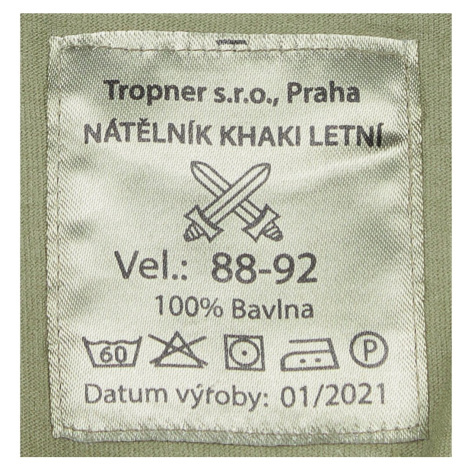 Tropner s.r.o., Praha
NÁTĚLNÍK KHAKI LETNÍ
Vel.: 88-92
100% Bavlna
60 P
Datum výroby: 01/2021